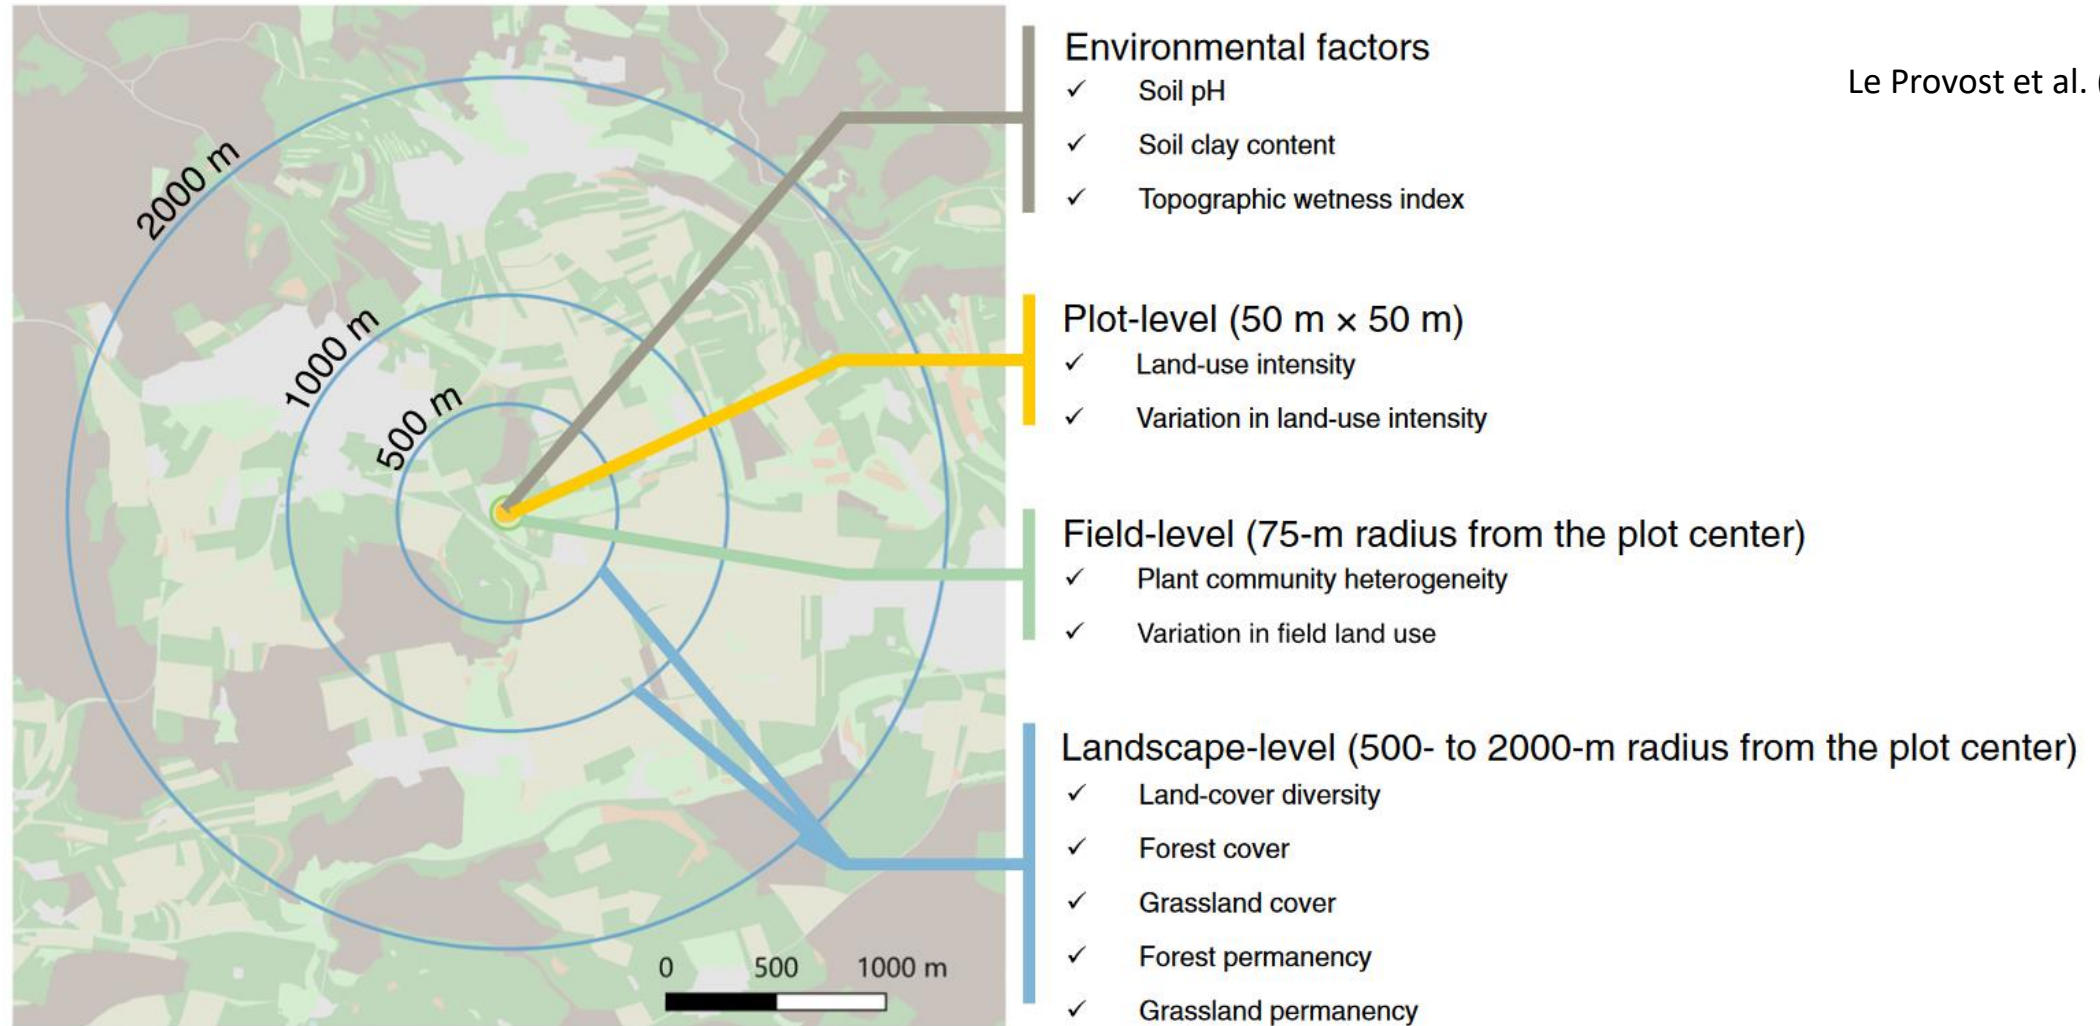 Environmental factors
✓ Soil pH
✓ Soil clay content
✓ Topographic wetness index
Le Provost et al. (
Plot-level (50 m × 50 m)
✓ Land-use intensity
✓ Variation in land-use intensity
Field-level (75-m radius from the plot center)
✓ Plant community heterogeneity
✓ Variation in field land use
Landscape-level (500- to 2000-m radius from the plot center)
✓ Land-cover diversity
✓ Forest cover
✓ Grassland cover
✓ Forest permanency
✓ Grassland permanency
2000 m
1000 m
500 m
0 500 1000 m